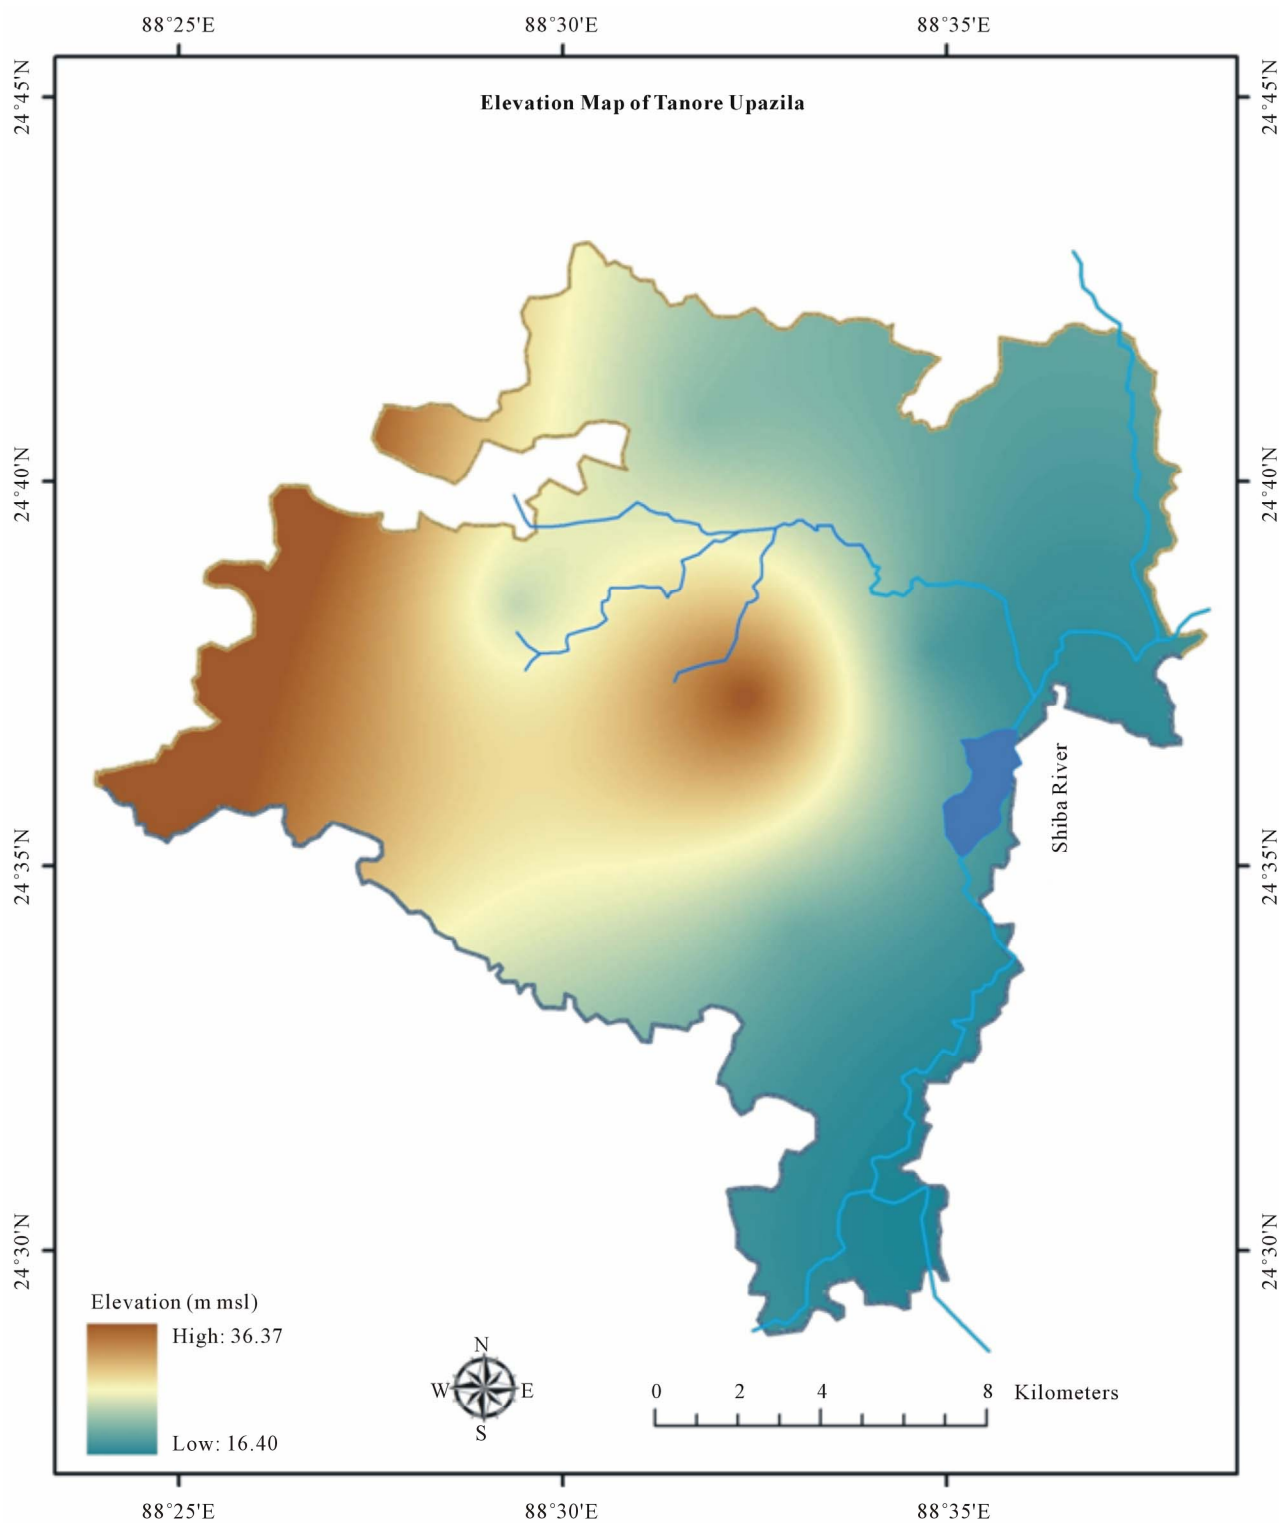 88°25'E 88°30'E 88°35'E
24°45'N 24°45'N
Elevation Map of Tanore Upazila
24°40'N 24°40'N
Shiba River
24°35'N 24°35'N
24°30'N 24°30'N
Elevation (m msl)
High: 36.37
Low: 16.40
N
W E
S
0 2 4 8 Kilometers
88°25'E 88°30'E 88°35'E